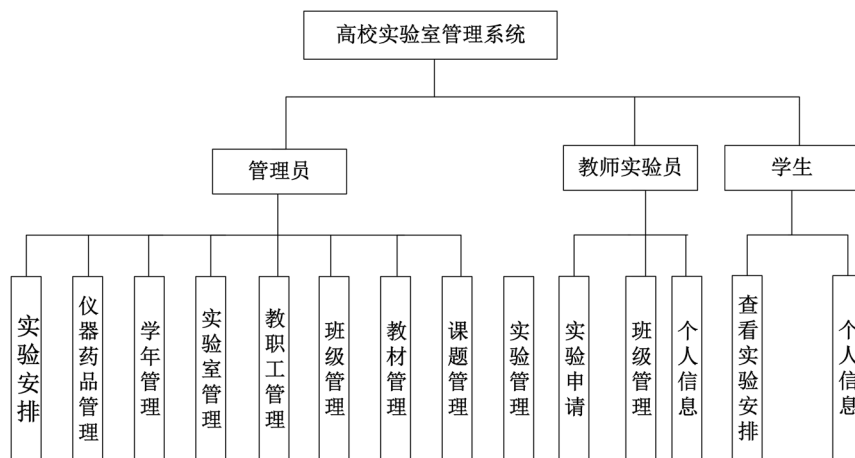 高校实验室管理系统
管理员
教师实验员
学生
实验安排
仪器药品管理
学年管理
实验室管理
教职工管理
班级管理
教材管理
课题管理
实验管理
实验申请
班级管理
个人信息
查看实验安排
个人信息